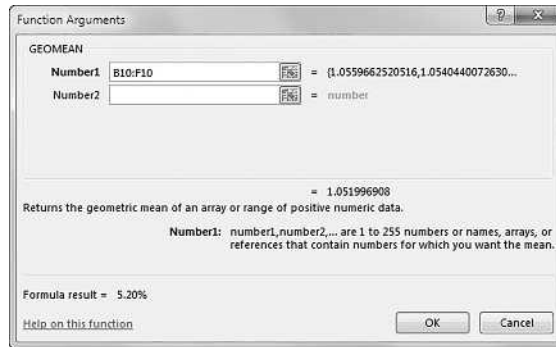 Function Arguments
GEOMEAN
Number1 B10:F10 = {1.0559662520516,1.0540440072630...
Number2 = number
= 1.051996908
Returns the geometric mean of an array or range of positive numeric data.
Number1: number1,number2,... are 1 to 255 numbers or names, arrays, or
references that contain numbers for which you want the mean.
Formula result = 5.20%
Help on this function OK Cancel